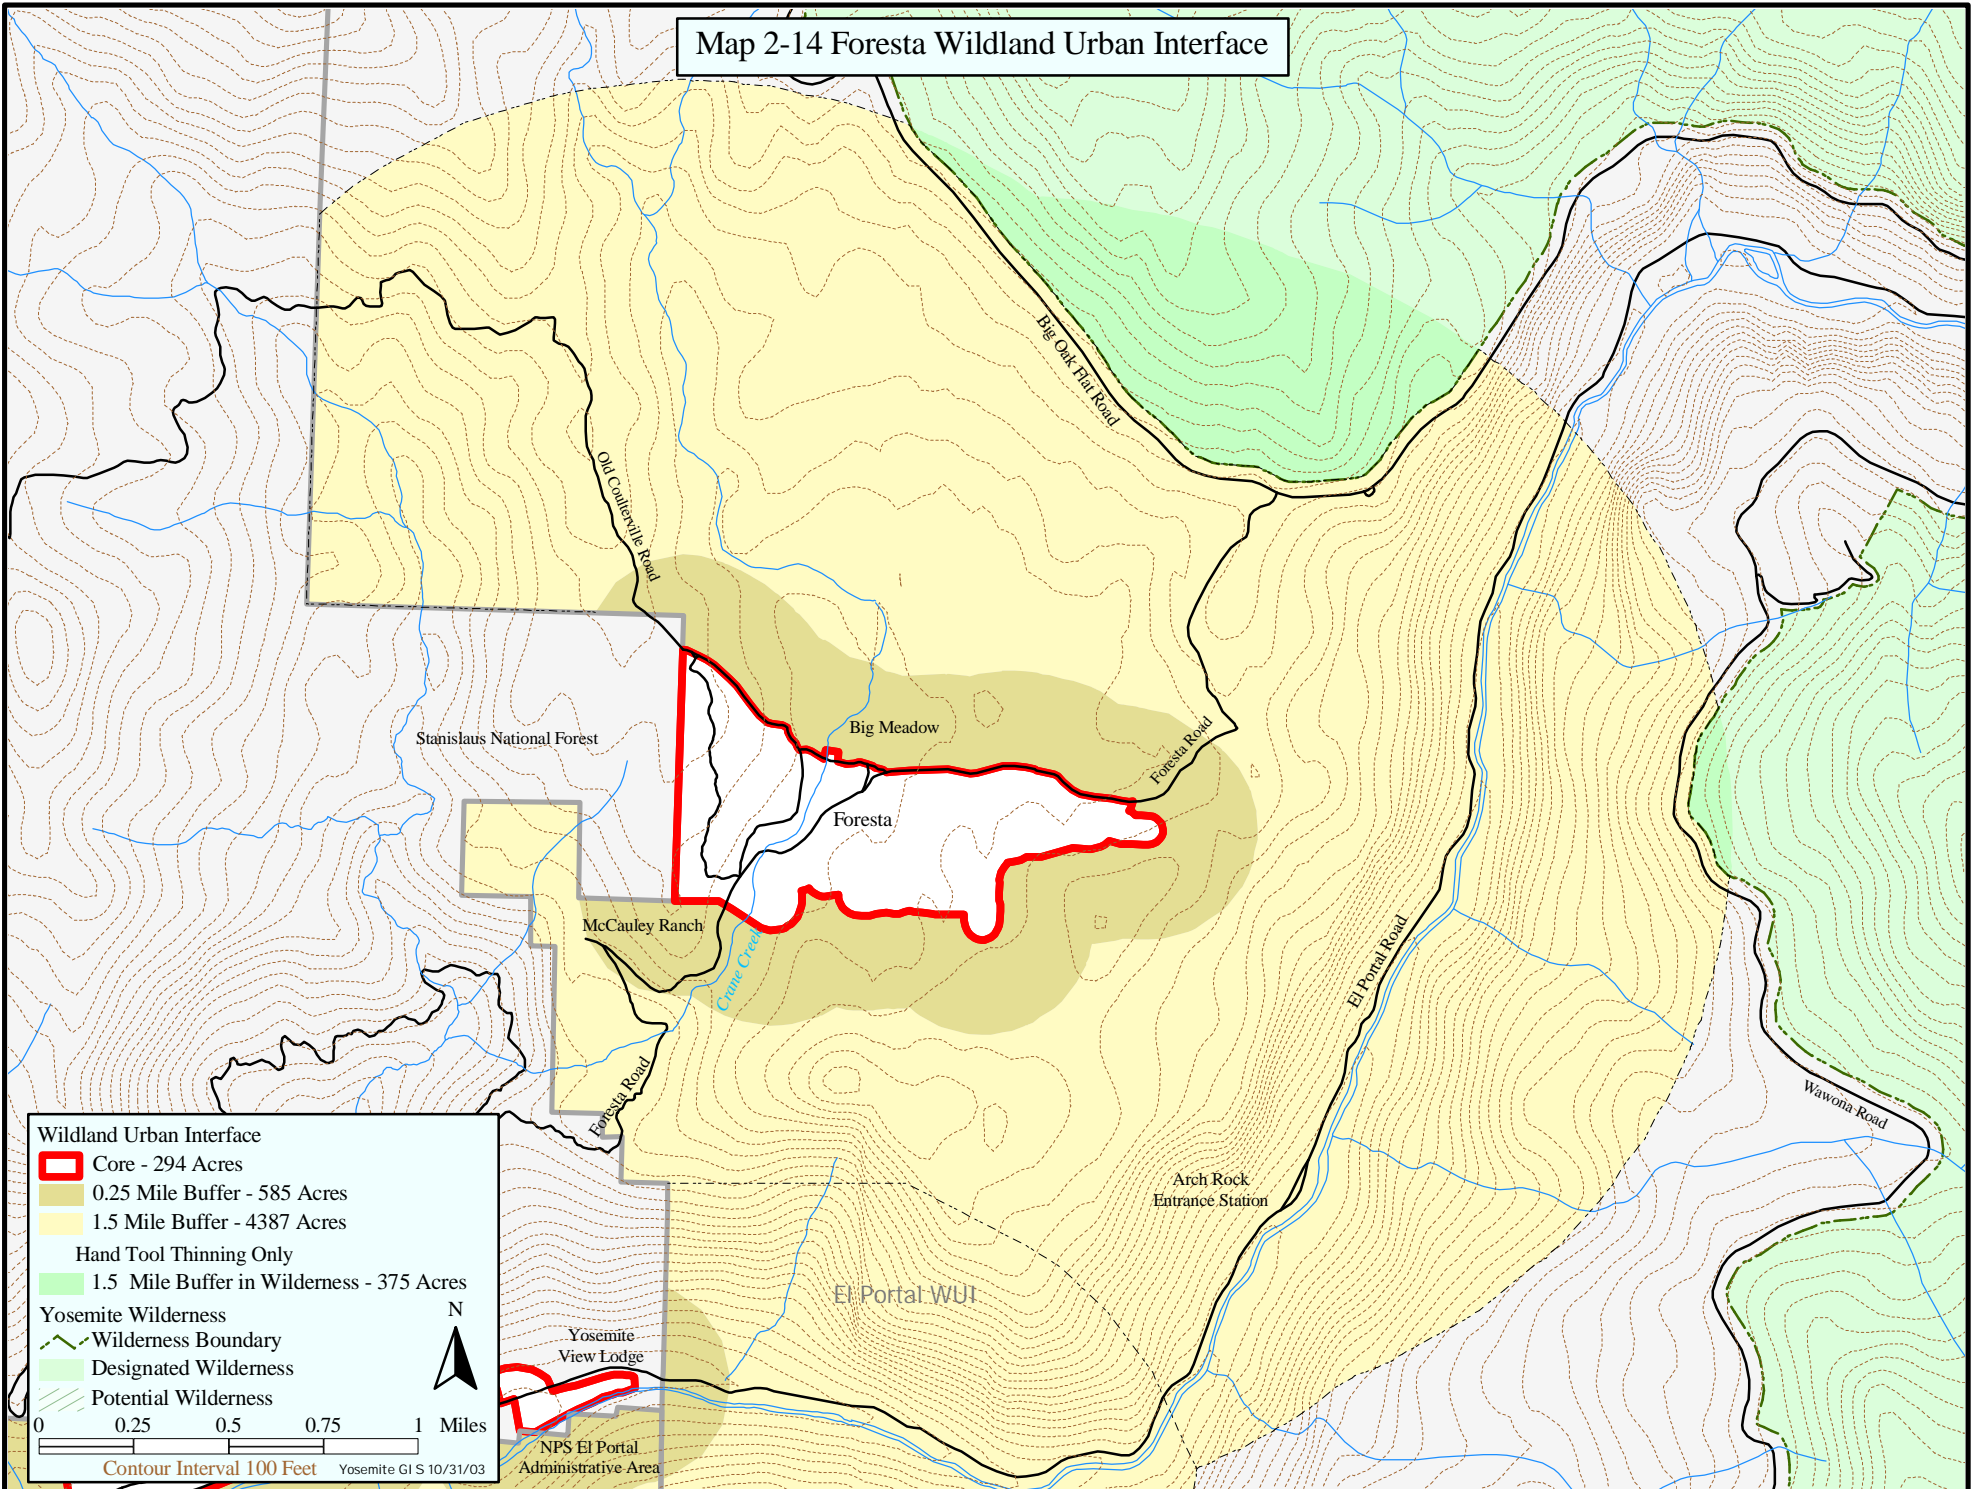 Map 2-14 Foresta Wildland Urban Interface
Big Oak Flat Road
Old Coulterville Road
Stanislaus National Forest
Big Meadow
Foresta Road
Foresta
McCauley Ranch
Crane Creek
El Portal Road
Foresta Road
Wawona Road
Arch Rock
Entrance Station
El Portal WUI
Yosemite
View Lodge
NPS El Portal
Administrative Area
Wildland Urban Interface
Core - 294 Acres
0.25 Mile Buffer - 585 Acres
1.5 Mile Buffer - 4387 Acres
Hand Tool Thinning Only
1.5 Mile Buffer in Wilderness - 375 Acres
Yosemite Wilderness
N
Wilderness Boundary
Designated Wilderness
Potential Wilderness
0 0.25 0.5 0.75 1 Miles
Contour Interval 100 Feet Yosemite GIS 10/31/03